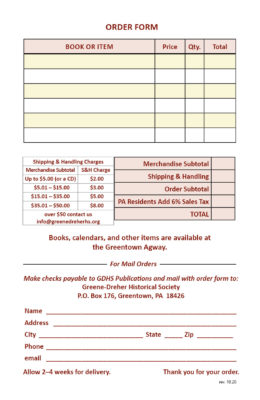 ORDER FORM
BOOK OR ITEM Price Qty. Total
Shipping & Handling Charges
Merchandise Subtotal S&H Charge
Up to $5.00 (or a CD) $2.00
$5.01 – $15.00 $3.00
$15.01 – $35.00 $5.00
$35.01 – $50.00 $8.00
over $50 contact us
info@greenedreherhs.org
Merchandise Subtotal
Shipping & Handling
Order Subtotal
PA Residents Add 6% Sales Tax
TOTAL
Books, calendars, and other items are available at
the Greentown Agway.
For Mail Orders
Make checks payable to GDHS Publications and mail with order form to:
Greene-Dreher Historical Society
P.O. Box 176, Greentown, PA 18426
Name
Address
City State Zip
Phone
email
Allow 2–4 weeks for delivery. Thank you for your order.